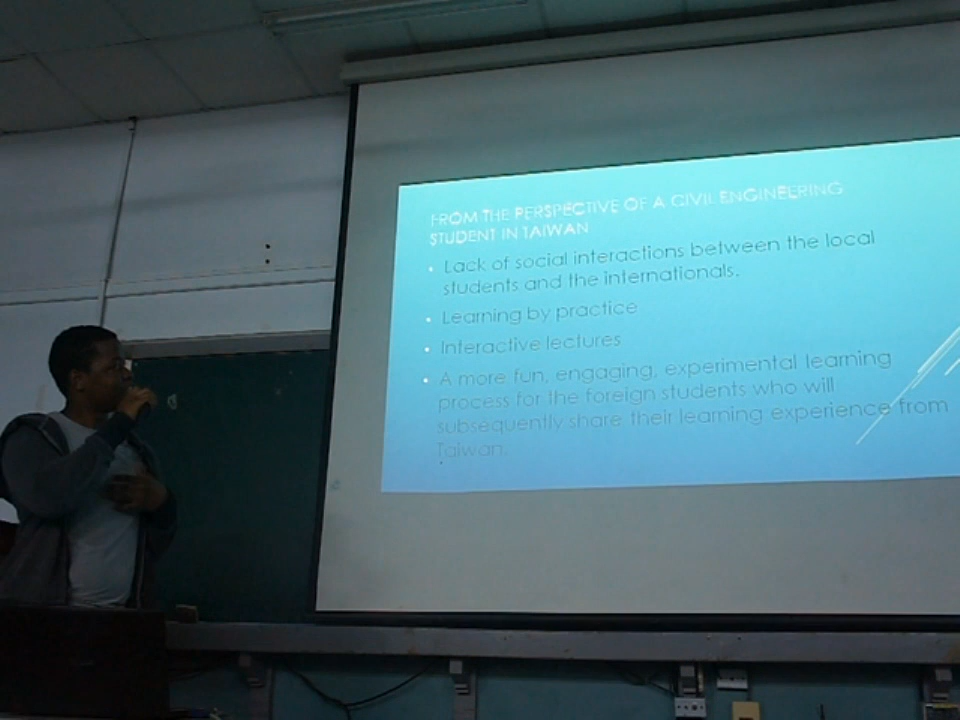 FROM THE PERSPECTIVE OF A CIVIL ENGINEERING
STUDENT IN TAIWAN
• Lack of social interactions between the local
students and the internationals.
• Learning by practice
• Interactive lectures
• A more fun, engaging, experimental learning
process for the foreign students who will
subsequently share their learning experience from
Taiwan.